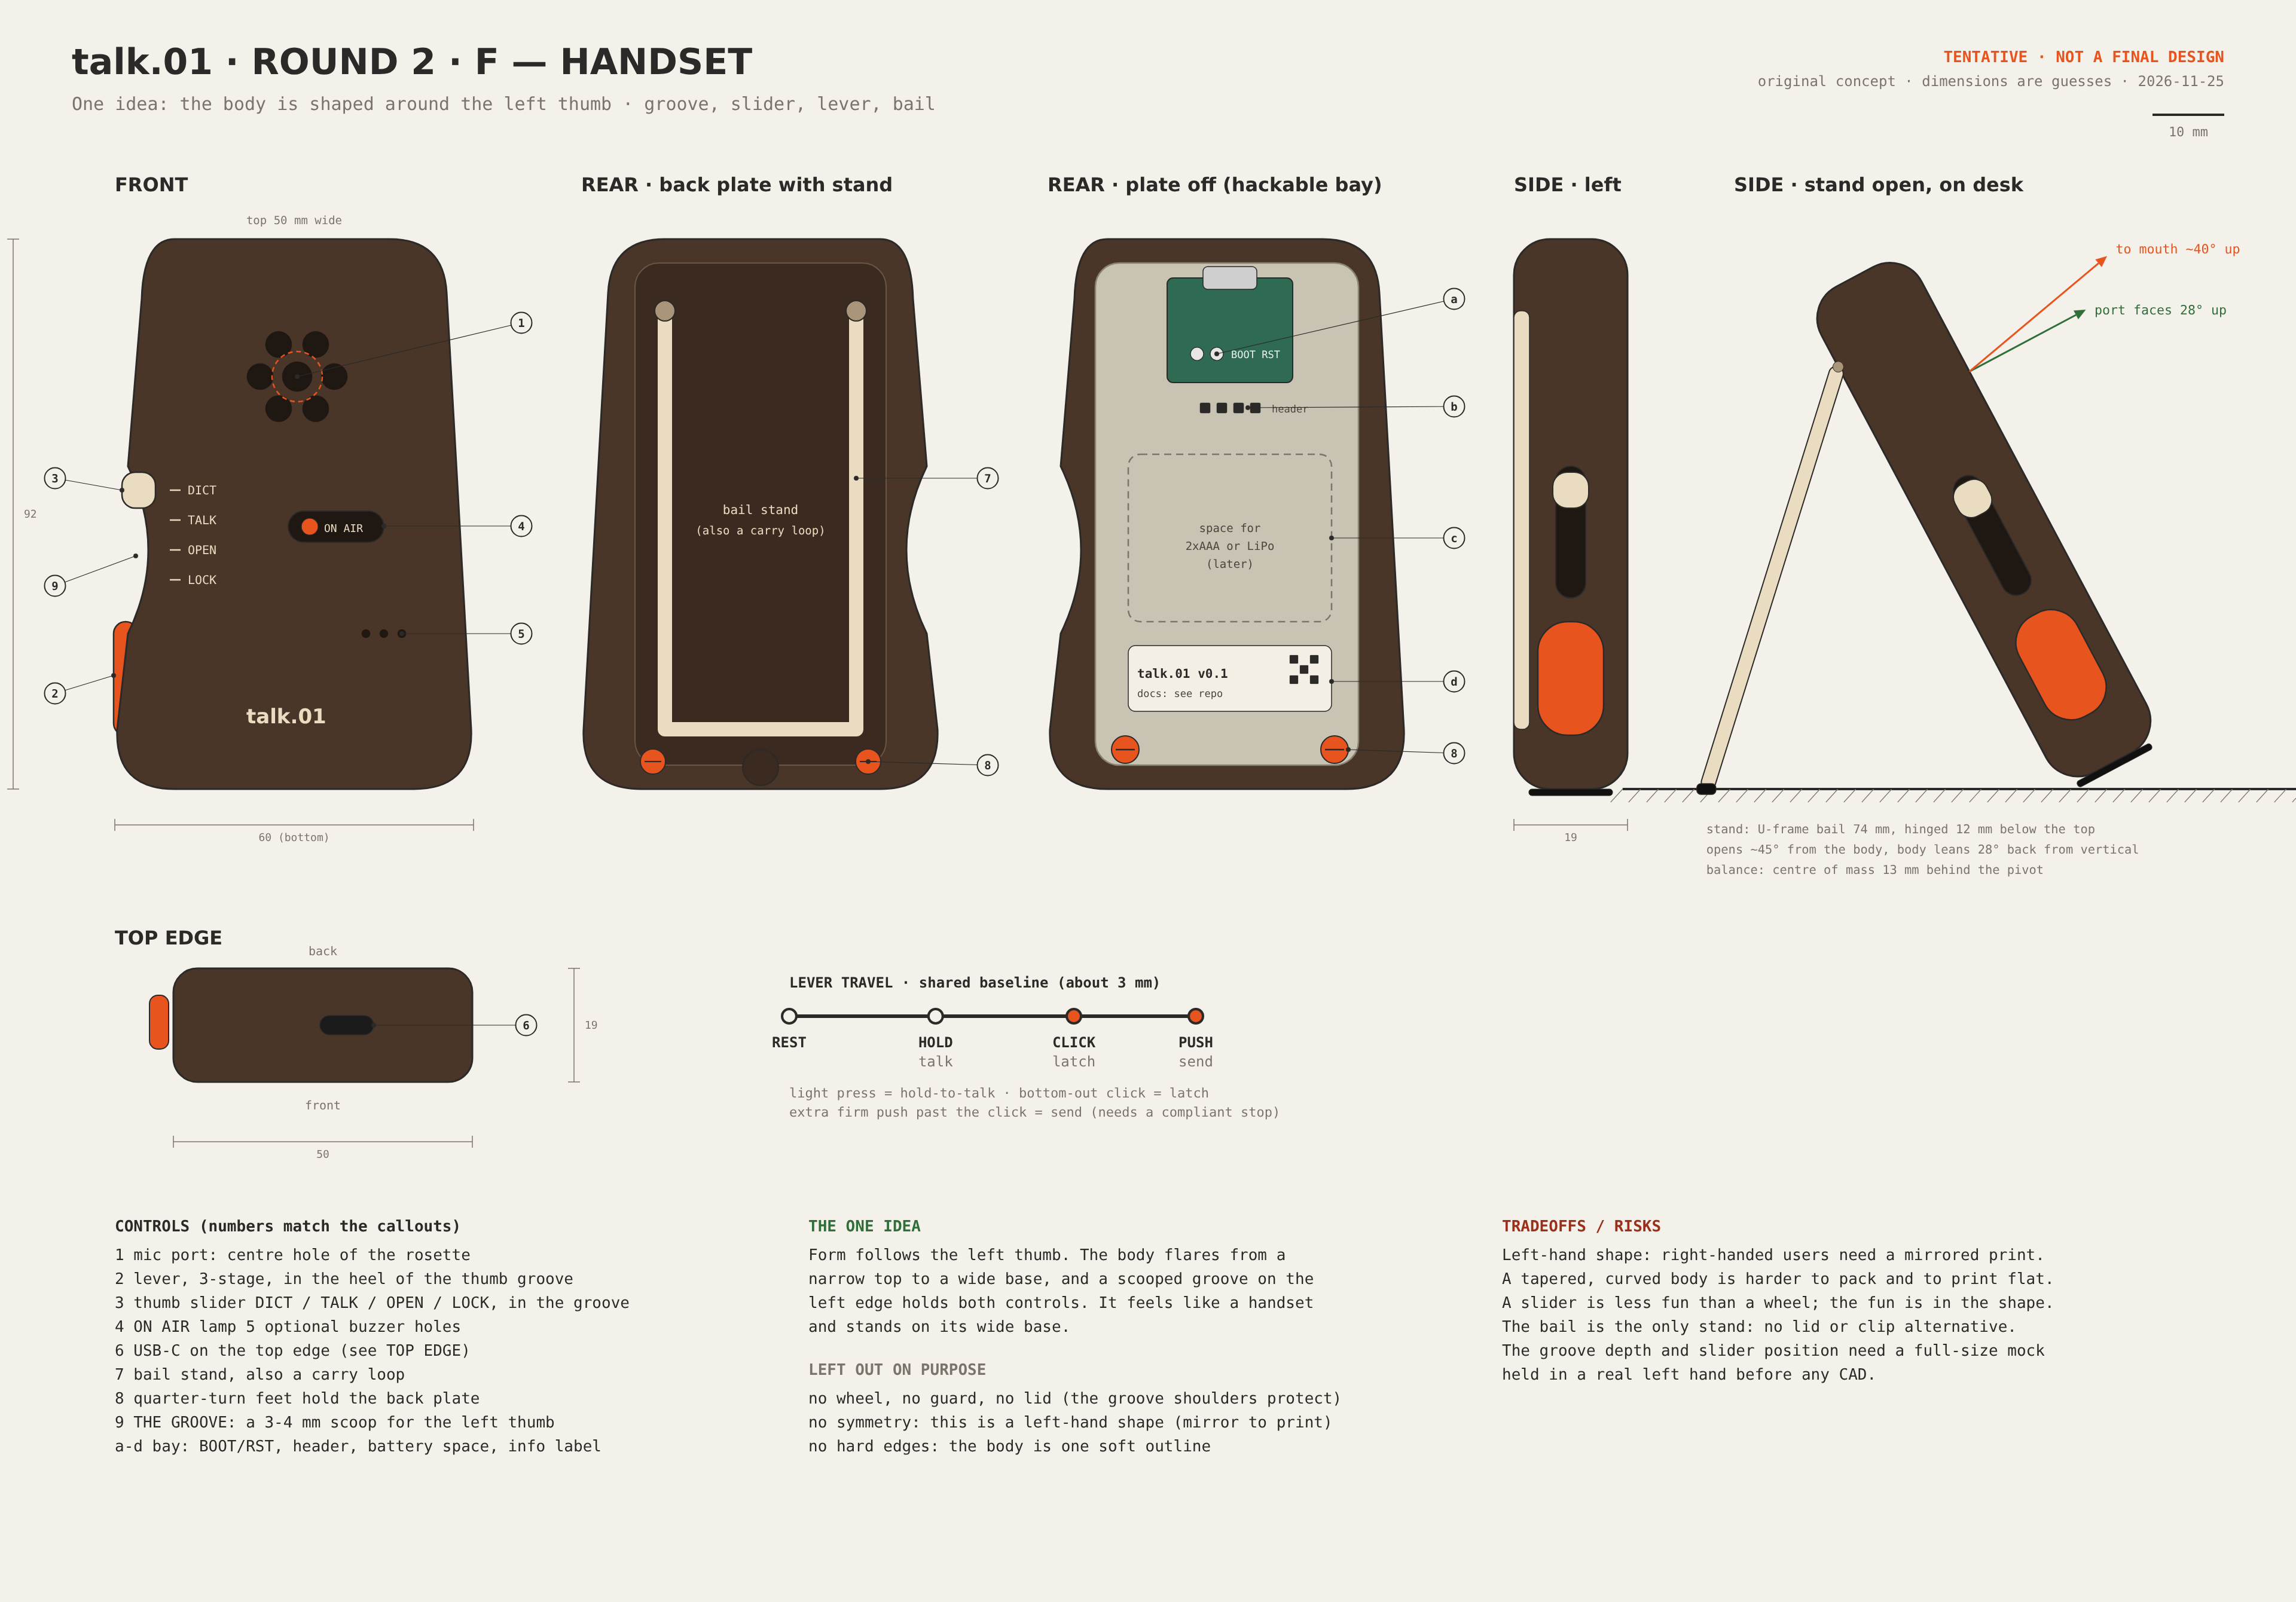 talk.01 · ROUND 2 · F — HANDSET
One idea: the body is shaped around the left thumb · groove, slider, lever, bail
TENTATIVE · NOT A FINAL DESIGN
original concept · dimensions are guesses · 2026-11-25
10 mm
FRONT
REAR · back plate with stand
REAR · plate off (hackable bay)
SIDE · left
SIDE · stand open, on desk
top 50 mm wide
92
1
3
DICT
TALK
OPEN
LOCK
ON AIR
4
9
5
2
talk.01
60 (bottom)
bail stand
(also a carry loop)
7
8
BOOT RST
a
header
b
space for
2xAAA or LiPo
(later)
c
talk.01 v0.1
docs: see repo
d
8
19
to mouth ~40° up
port faces 28° up
stand: U-frame bail 74 mm, hinged 12 mm below the top
opens ~45° from the body, body leans 28° back from vertical
balance: centre of mass 13 mm behind the pivot
TOP EDGE
back
6
19
front
50
LEVER TRAVEL · shared baseline (about 3 mm)
REST
HOLD
talk
CLICK
latch
PUSH
send
light press = hold-to-talk · bottom-out click = latch
extra firm push past the click = send (needs a compliant stop)
CONTROLS (numbers match the callouts)
1 mic port: centre hole of the rosette
2 lever, 3-stage, in the heel of the thumb groove
3 thumb slider DICT / TALK / OPEN / LOCK, in the groove
4 ON AIR lamp 5 optional buzzer holes
6 USB-C on the top edge (see TOP EDGE)
7 bail stand, also a carry loop
8 quarter-turn feet hold the back plate
9 THE GROOVE: a 3-4 mm scoop for the left thumb
a-d bay: BOOT/RST, header, battery space, info label
THE ONE IDEA
Form follows the left thumb. The body flares from a
narrow top to a wide base, and a scooped groove on the
left edge holds both controls. It feels like a handset
and stands on its wide base.
LEFT OUT ON PURPOSE
no wheel, no guard, no lid (the groove shoulders protect)
no symmetry: this is a left-hand shape (mirror to print)
no hard edges: the body is one soft outline
TRADEOFFS / RISKS
Left-hand shape: right-handed users need a mirrored print.
A tapered, curved body is harder to pack and to print flat.
A slider is less fun than a wheel; the fun is in the shape.
The bail is the only stand: no lid or clip alternative.
The groove depth and slider position need a full-size mock
held in a real left hand before any CAD.